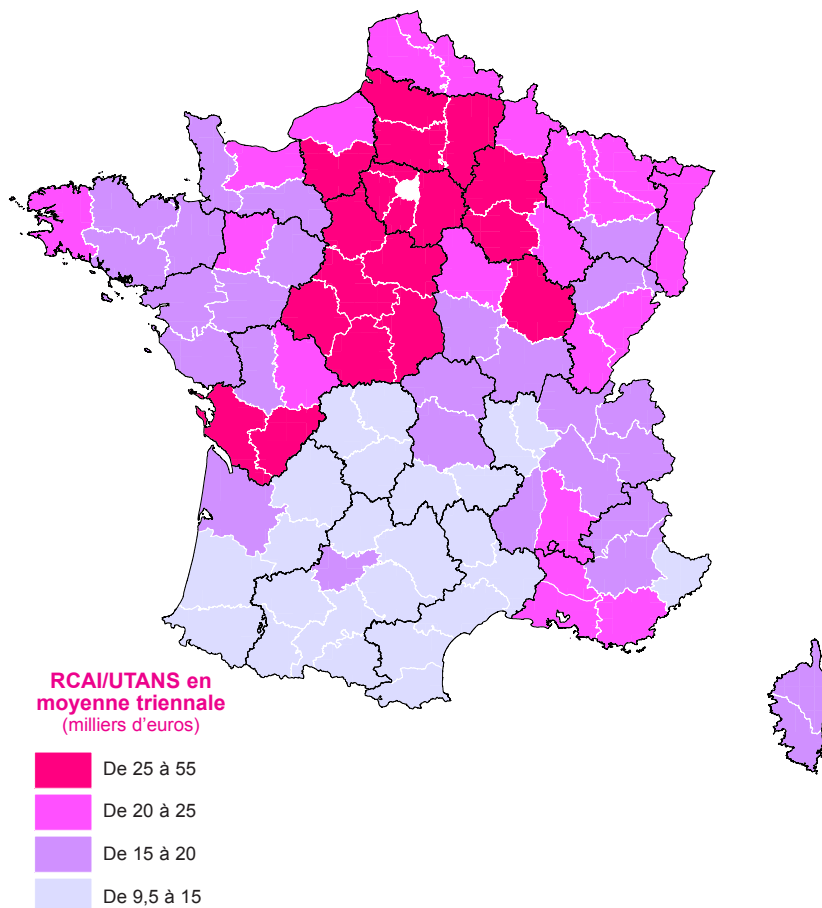 RCAI/UTANS en
moyenne triennale
(milliers d'euros)
De 25 à 55
De 20 à 25
De 15 à 20
De 9,5 à 15